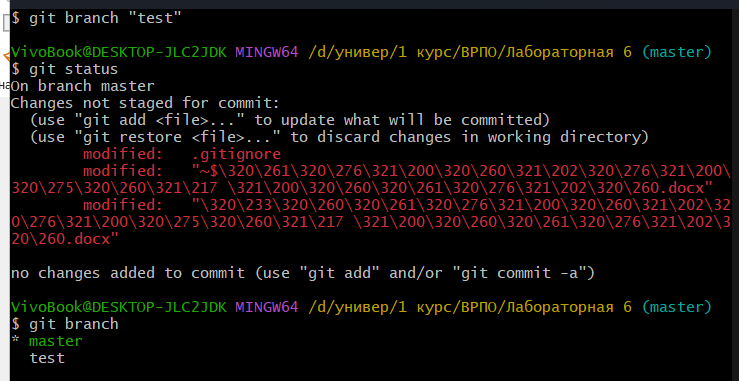 $ git branch "test"
VivoBook@DESKTOP-JLC2JDK MINGW64 /d/универ/1 курс/ВРПО/Лабораторная 6 (master)
$ git status
On branch master
Changes not staged for commit:
  (use "git add <file>..." to update what will be committed)
  (use "git restore <file>..." to discard changes in working directory)
        modified:   .gitignore
        modified:   "~$\320\261\320\276\321\200\320\260\321\202\320\276\321\200\
320\275\320\260\321\217 \321\200\320\260\320\261\320\276\321\202\320\260.docx"
        modified:   "\320\233\320\260\320\261\320\276\321\200\320\260\321\202\32
0\276\321\200\320\275\320\260\321\217 \321\200\320\260\320\261\320\276\321\202\3
20\260.docx"
no changes added to commit (use "git add" and/or "git commit -a")
VivoBook@DESKTOP-JLC2JDK MINGW64 /d/универ/1 курс/ВРПО/Лабораторная 6 (master)
$ git branch
* master
  test